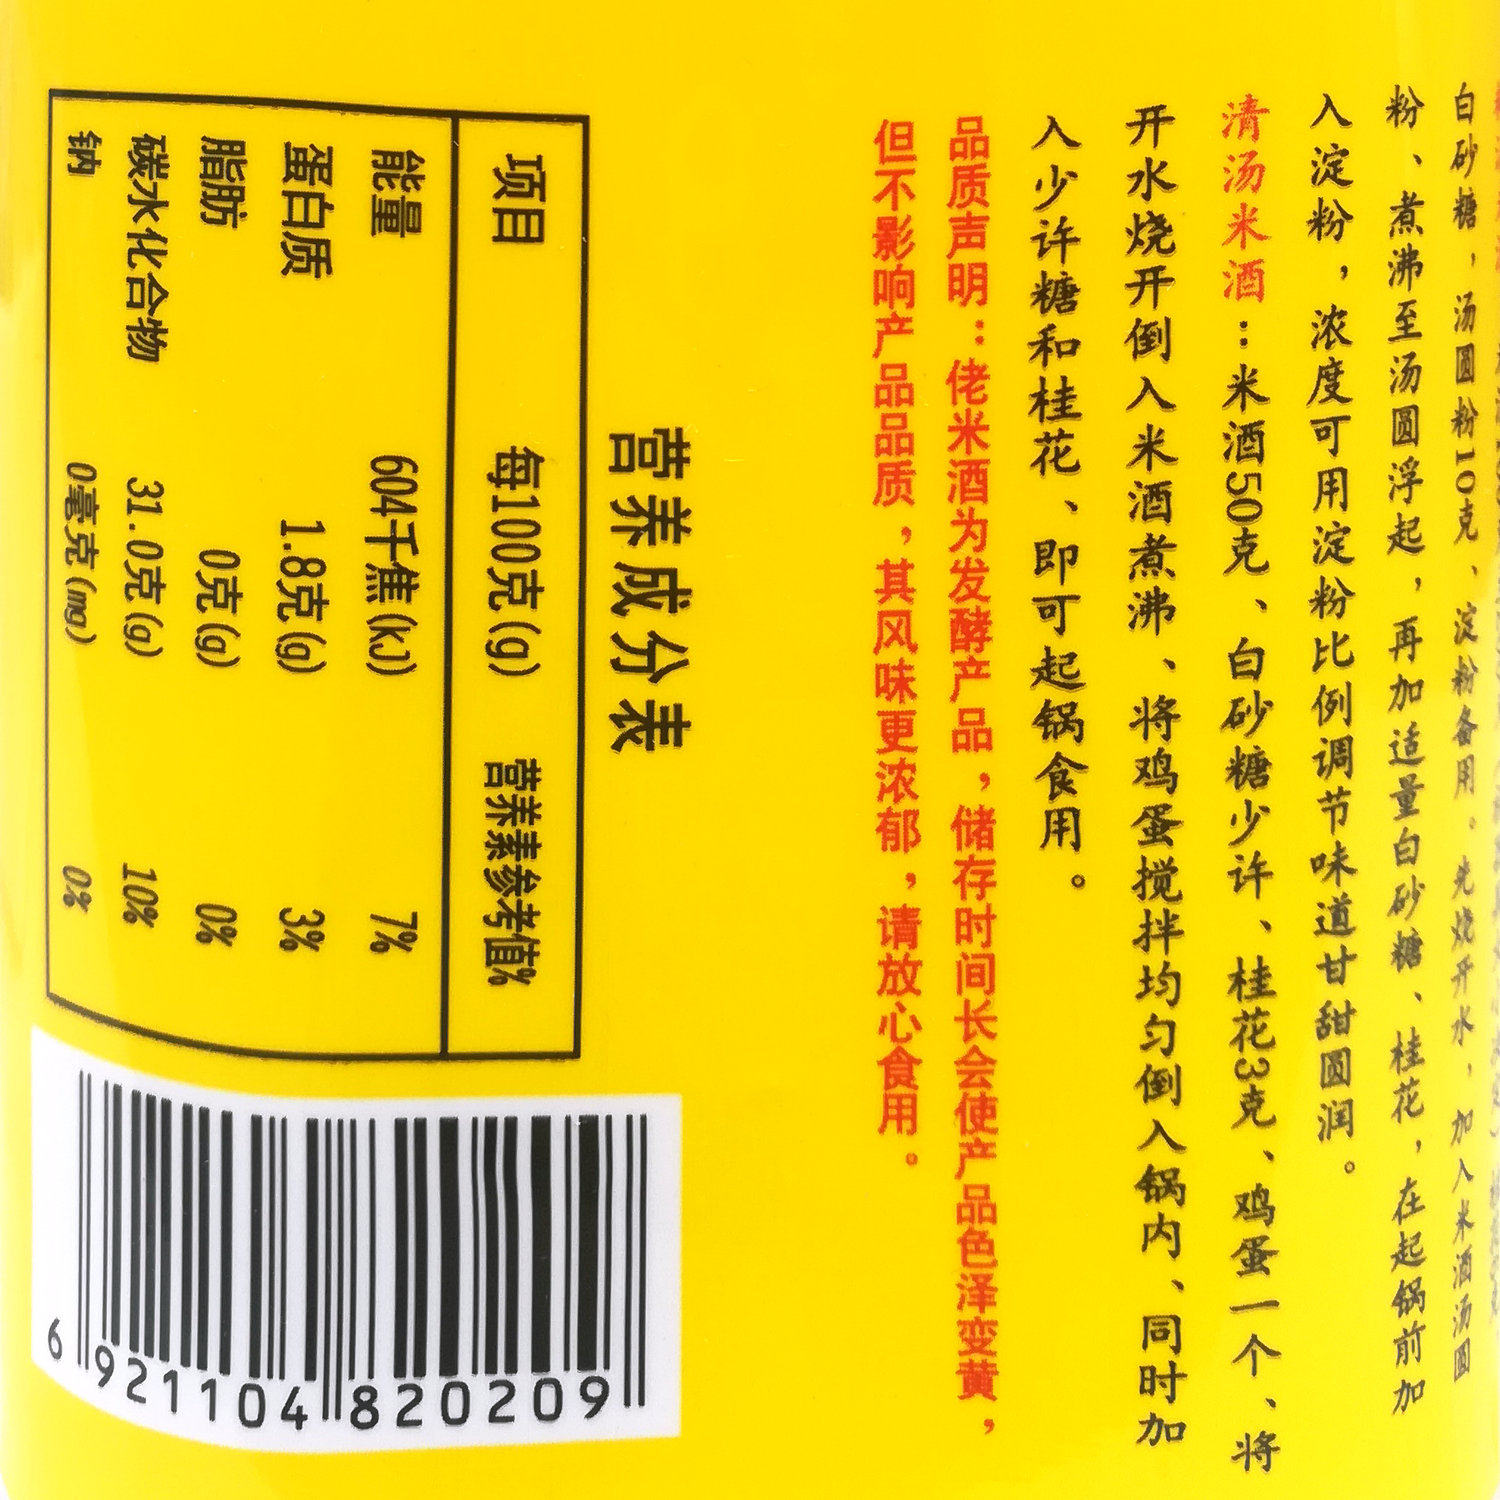 白砂糖，汤圆粉10克、淀粉备用。先烧开水，加入米酒汤圆
粉、煮沸至汤圆浮起，再加适量白砂糖、桂花，在起锅前加
入淀粉，浓度可用淀粉比例调节味道甘甜圆润。
清汤米酒：米酒50克、白砂糖少许、桂花3克、鸡蛋一个、将
开水烧开倒入米酒煮沸、将鸡蛋搅拌均匀倒入锅内、同时加
入少许糖和桂花、即可起锅食用。
品质声明：佬米酒为发酵产品，储存时间长会使产品色泽变黄，
但不影响产品品质，其风味更浓郁，请放心食用。
营养成分表
项目 每100克(g) 营养素参考值%
能量 604千焦(kJ) 7%
蛋白质 1.8克(g) 3%
脂肪 0克(g) 0%
碳水化合物 31.0克(g) 10%
钠 0毫克(mg) 0%
6 921104 820209